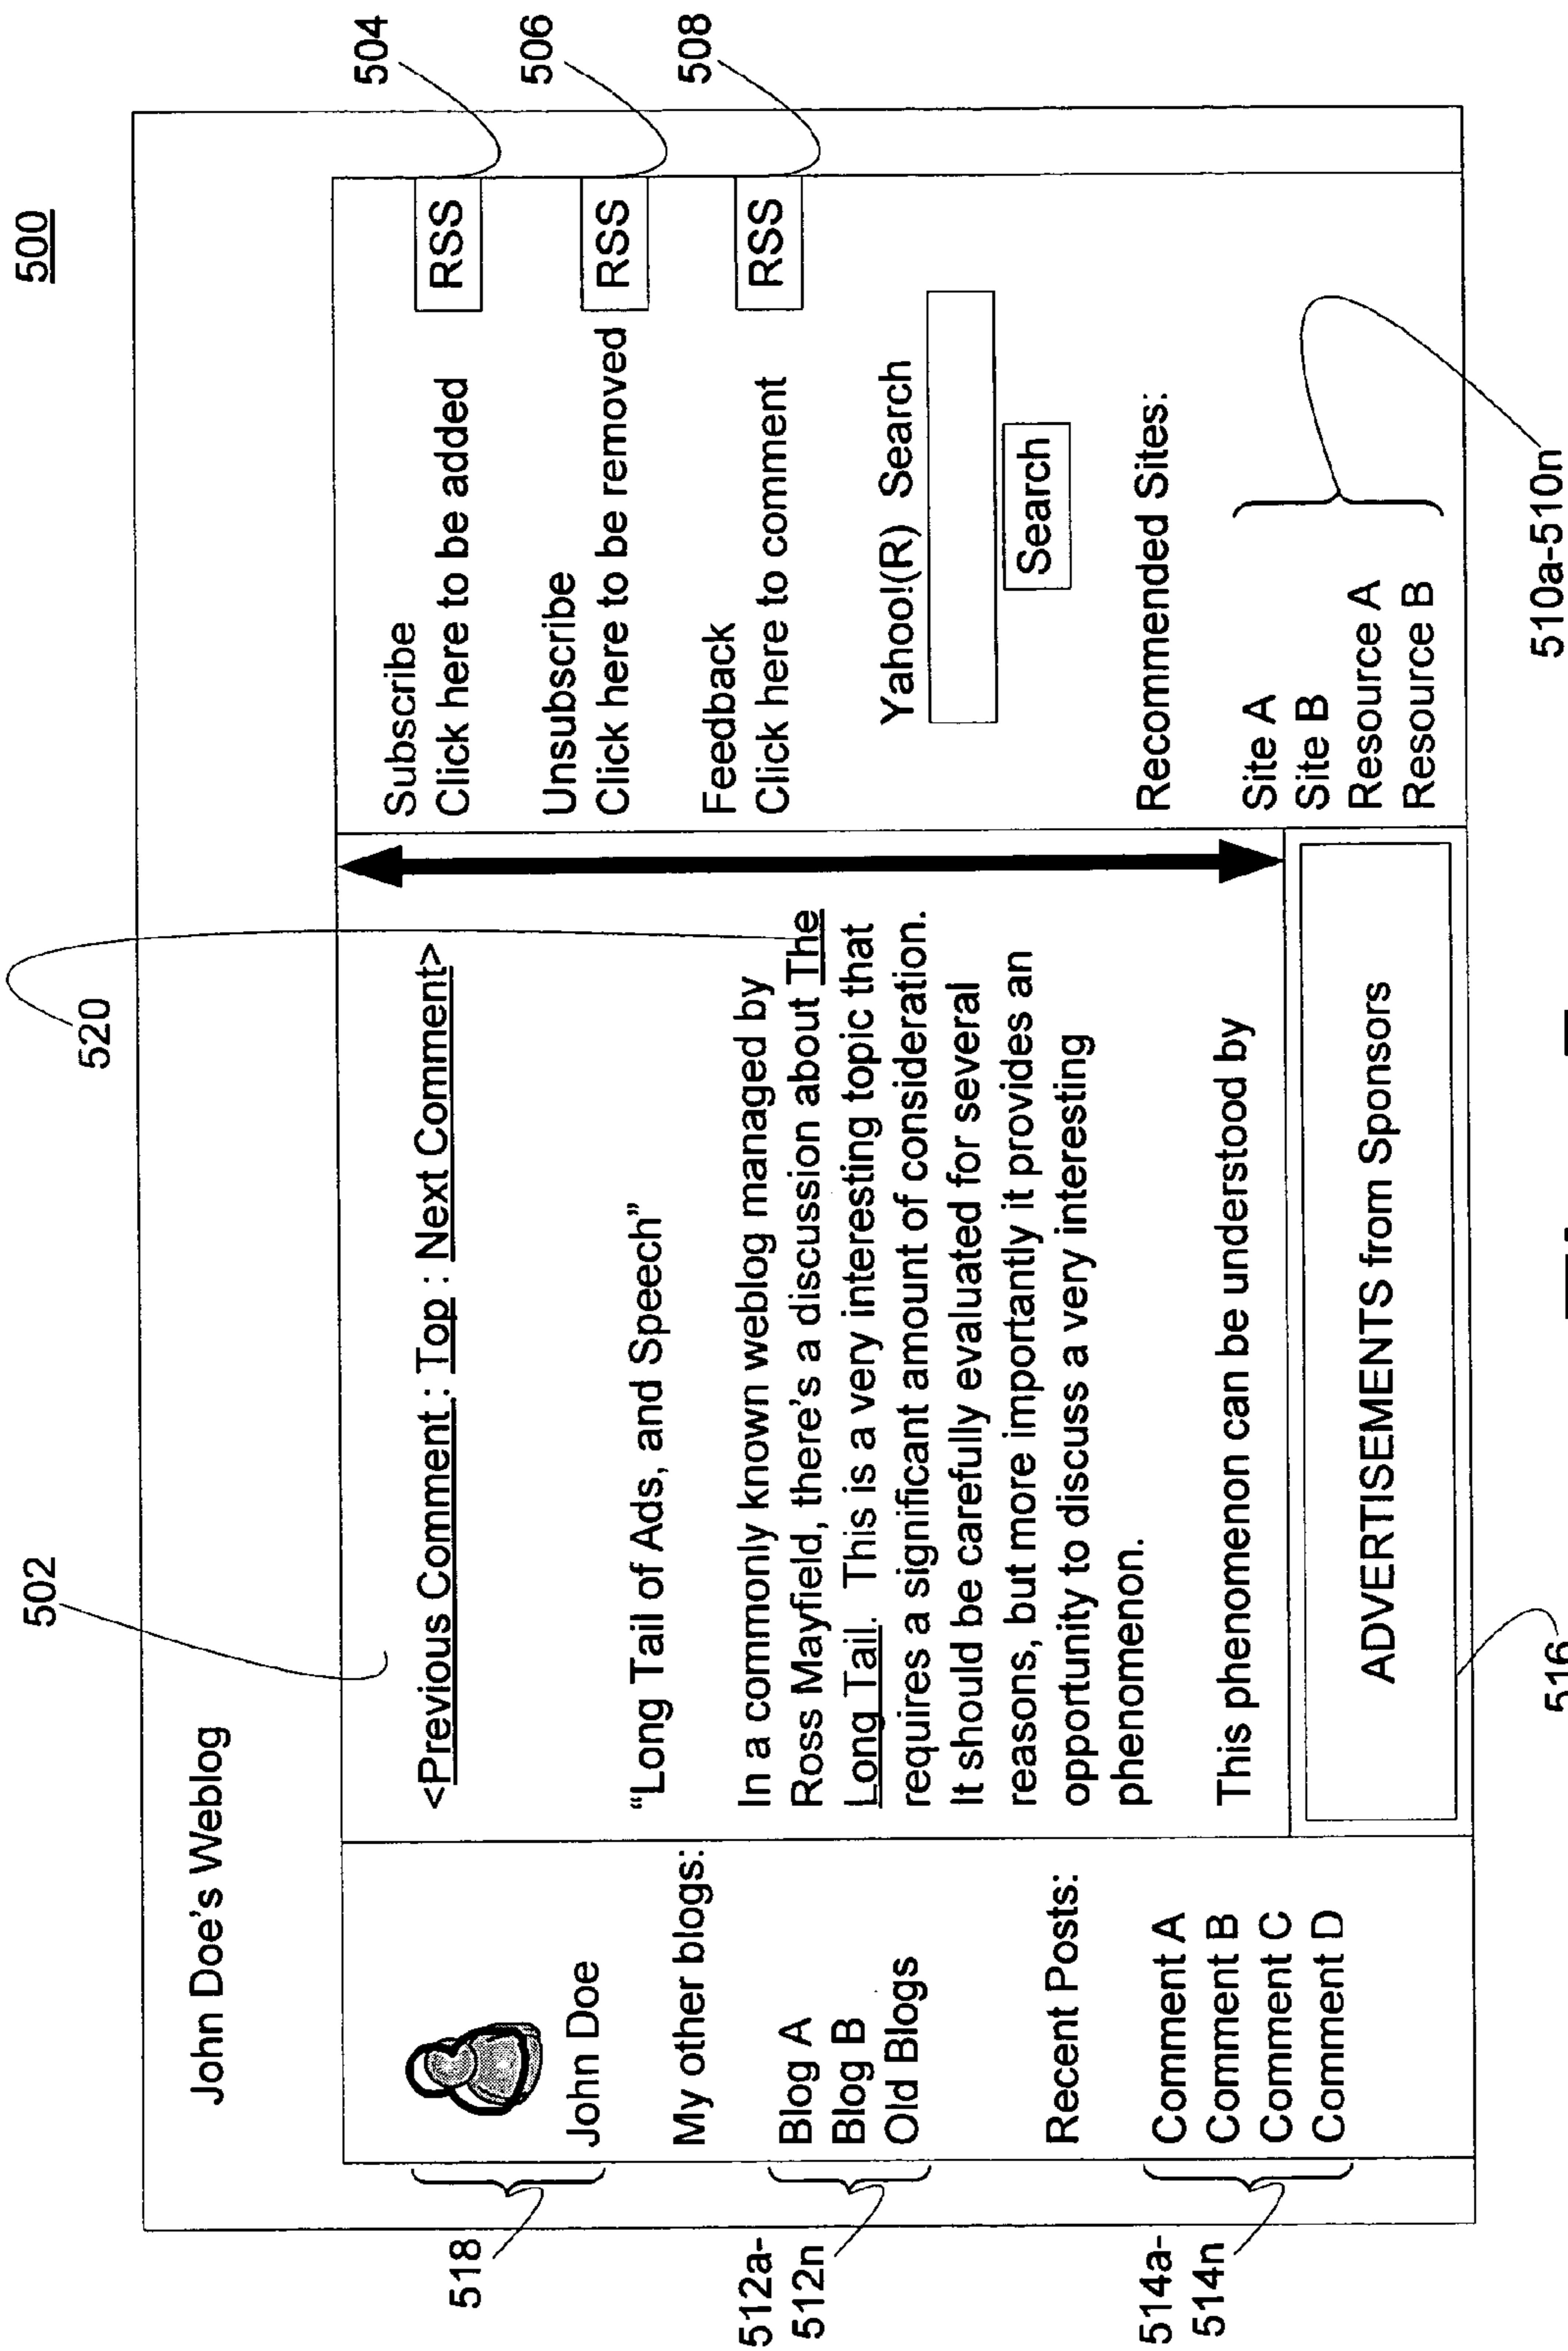 500
John Doe's Weblog
502
520
504
506
508
518
John Doe
My other blogs:
512a-
512n
Blog A
Blog B
Old Blogs
Recent Posts:
514a-
514n
Comment A
Comment B
Comment C
Comment D
<Previous Comment : Top : Next Comment>
“Long Tail of Ads, and Speech”
In a commonly known weblog managed by
Ross Mayfield, there's a discussion about The
Long Tail. This is a very interesting topic that
requires a significant amount of consideration.
It should be carefully evaluated for several
reasons, but more importantly it provides an
opportunity to discuss a very interesting
phenomenon.
This phenomenon can be understood by
ADVERTISEMENTS from Sponsors
516
Subscribe
Click here to be added RSS
Unsubscribe
Click here to be removed RSS
Feedback
Click here to comment RSS
Yahoo!(R) Search
Search
Recommended Sites:
Site A
Site B
Resource A
Resource B
510a-510n